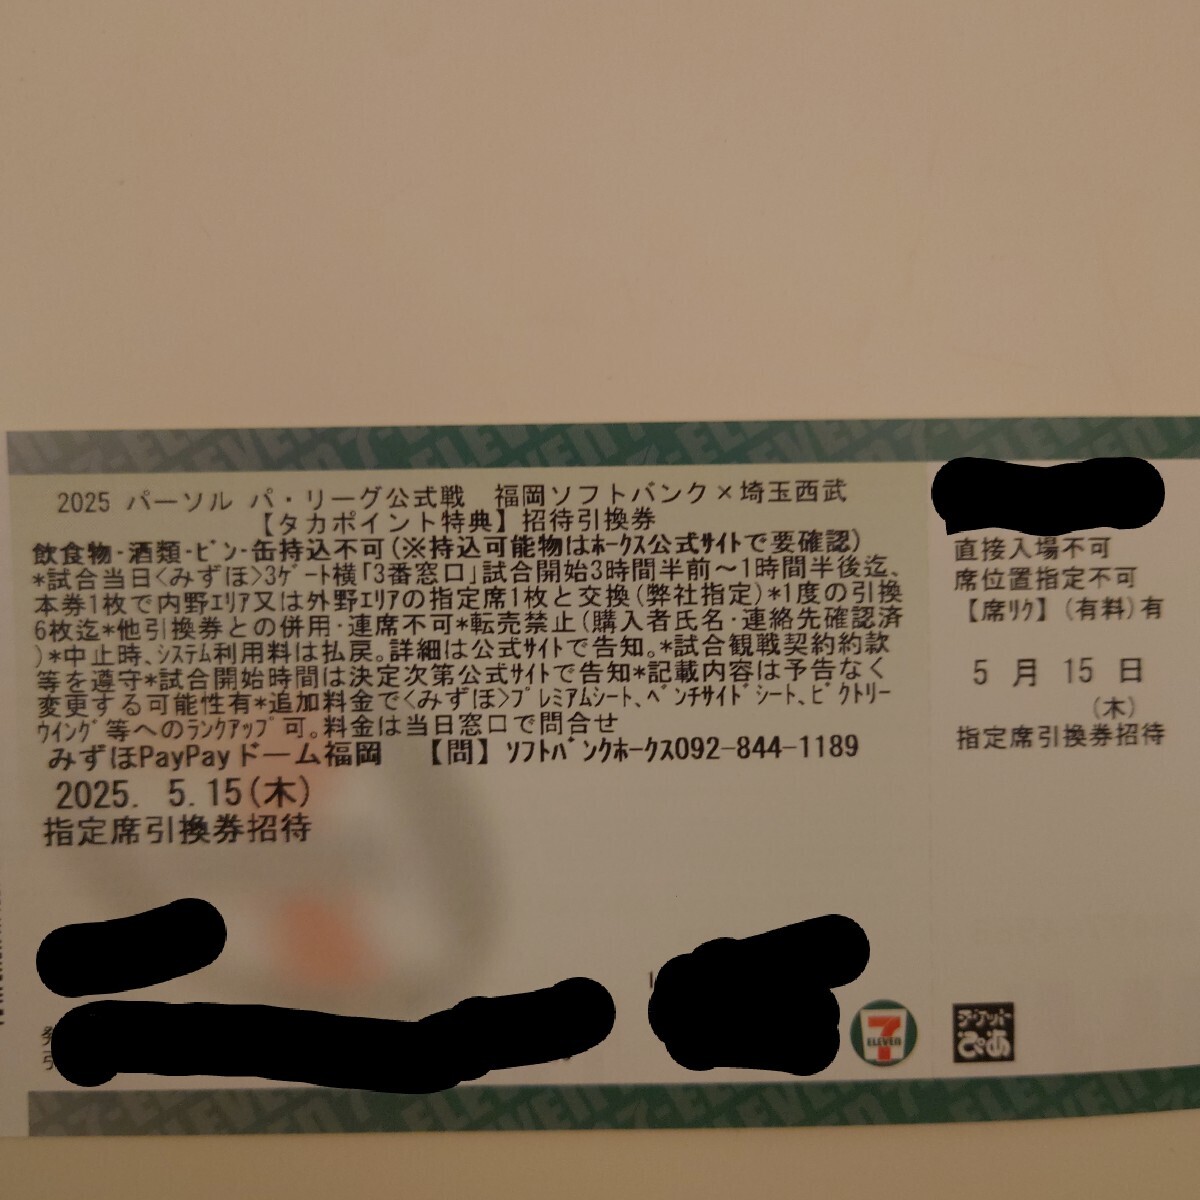 7-ELEVEN 7-ELEVEN
2025 パーソル パ・リーグ公式戦 福岡ソフトバンク×埼玉西武
【タカポイント特典】招待引換券
飲食物・酒類・ビン・缶持込不可(※持込可能物はホークス公式サイトで要確認)
*試合当日<みずほ>3ゲート横「3番窓口」試合開始3時間半前～1時間半後迄、
本券1枚で内野エリア又は外野エリアの指定席1枚と交換(弊社指定)*1度の引換
6枚迄*他引換券との併用・連席不可*転売禁止(購入者氏名・連絡先確認済
)*中止時、システム利用料は払戻。詳細は公式サイトで告知。*試合観戦契約約款
等を遵守*試合開始時間は決定次第公式サイトで告知*記載内容は予告なく
変更する可能性有*追加料金で<みずほ>プレミアムシート、ベンチサイドシート、ビクトリー
ウイング等へのランクアップ可。料金は当日窓口で問合せ
みずほPayPayドーム福岡 【問】ソフトバンクホークス092-844-1189
2025. 5.15(木)
指定席引換券招待
直接入場不可
席位置指定不可
【席リク】(有料)有
5 月 15 日
(木)
指定席引換券招待
7 ELEVEN
チケットぴあ
7-ELEVEN 7